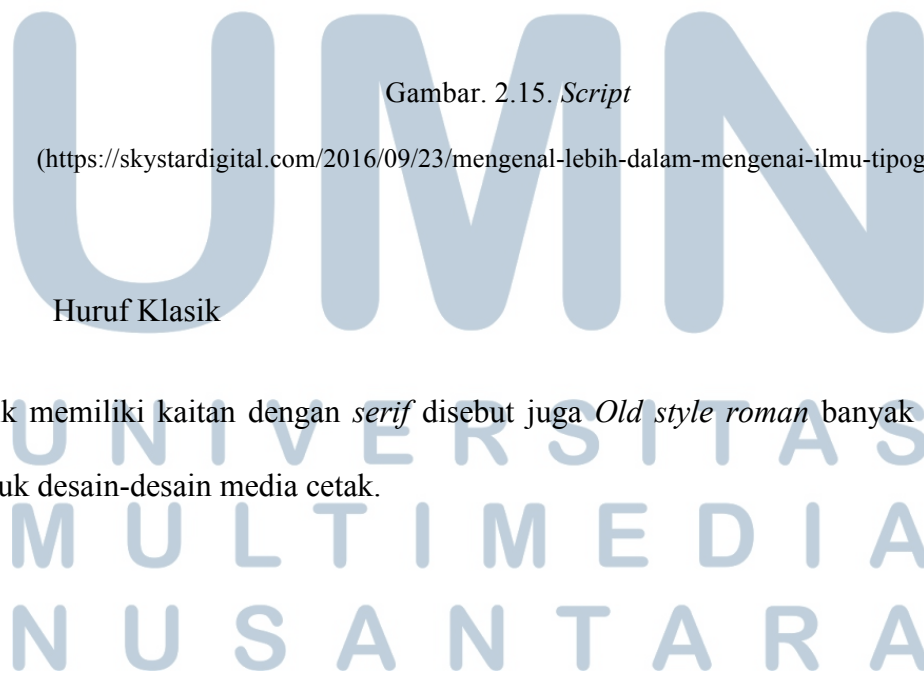 UMN
Gambar. 2.15. Script
(https://skystardigital.com/2016/09/23/mengenal-lebih-dalam-mengenai-ilmu-tipog
Huruf Klasik
k memiliki kaitan dengan serif disebut juga Old style roman banyak
uk desain-desain media cetak.
UNIVERSITAS
MULTIMEDIA
NUSANTARA